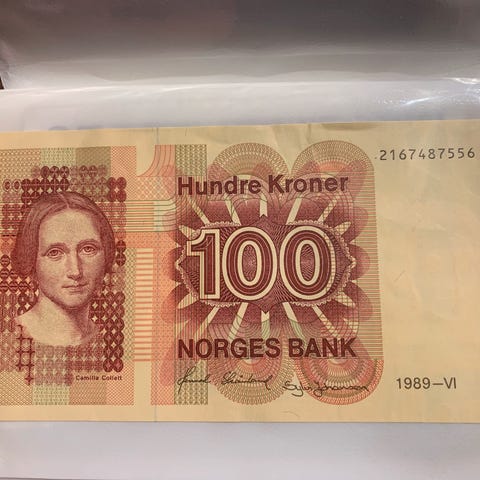 2167487556
Hundre Kroner
100
NORGES BANK
Camilla Collett
1989–VI